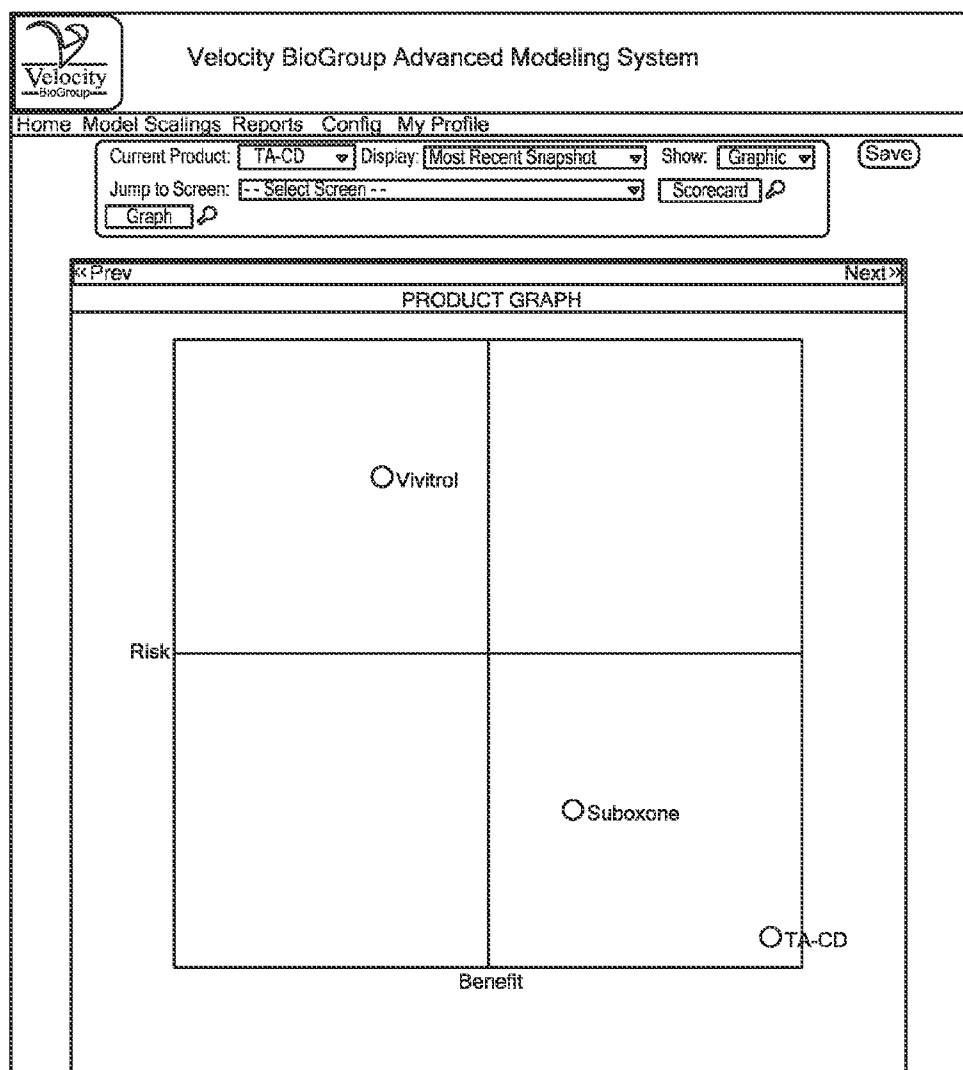 Velocity
BioGroup
Velocity BioGroup Advanced Modeling System
Home Model Scalings Reports Config My Profile
Current Product: TA-CD Display: Most Recent Snapshot Show: Graphic Save
Jump to Screen: - - Select Screen - - Scorecard
Graph
«Prev Next»
PRODUCT GRAPH
Vivitrol
Risk
Suboxone
TA-CD
Benefit